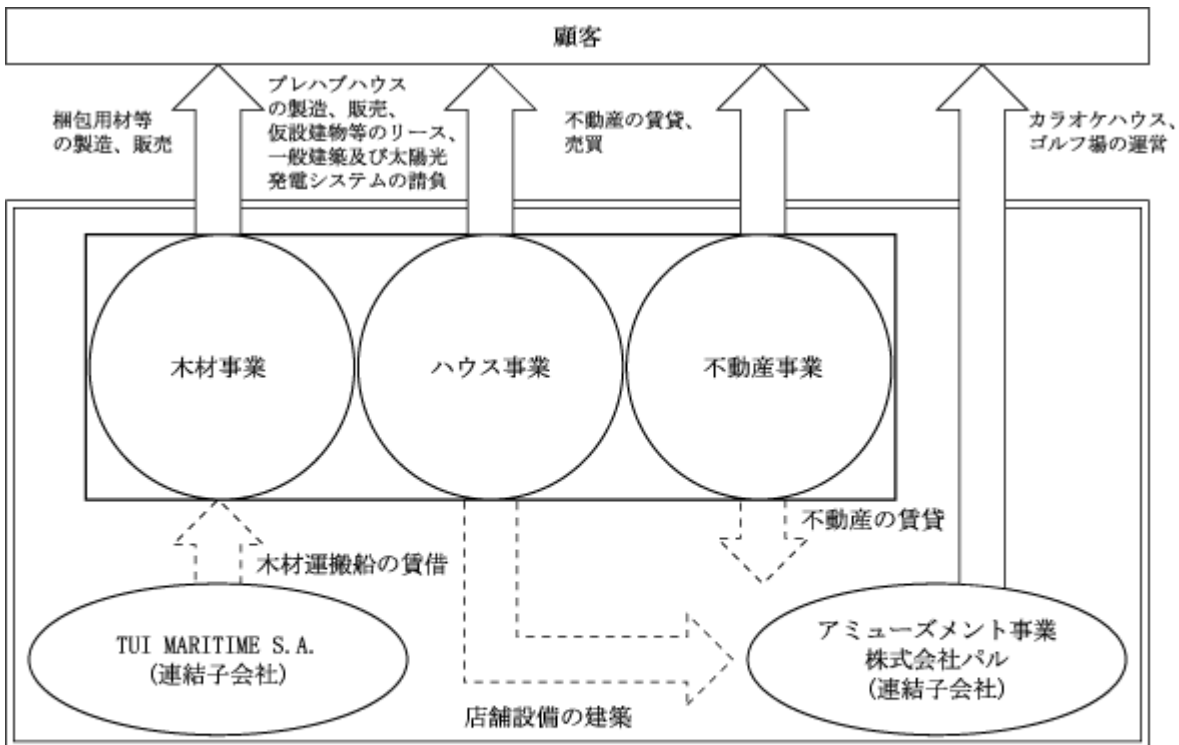 顧客
梱包用材等
の製造、販売
プレハブハウス
の製造、販売、
仮設建物等のリース、
一般建築及び太陽光
発電システムの請負
不動産の賃貸、
売買
カラオケハウス、
ゴルフ場の運営
木材事業
ハウス事業
不動産事業
木材運搬船の賃借
不動産の賃貸
TUI MARITIME S.A.
(連結子会社)
アミューズメント事業
株式会社パル
(連結子会社)
店舗設備の建築